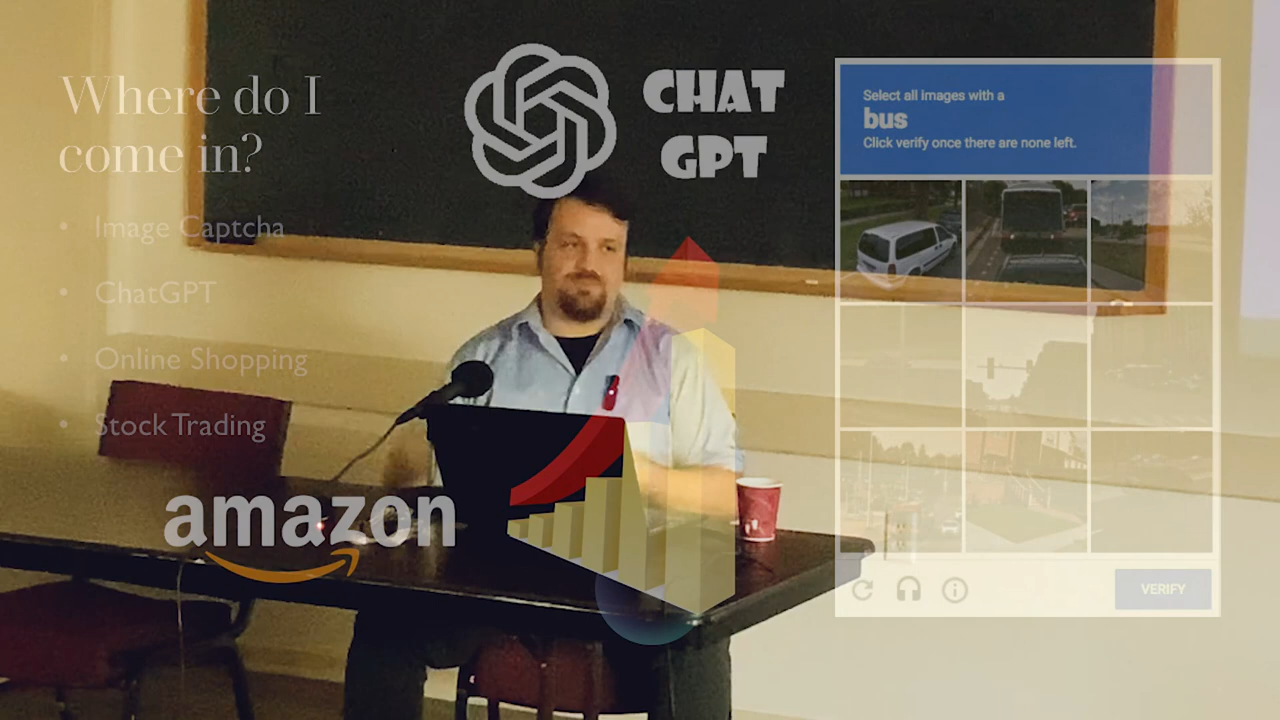 Where do I
come in?
• Image Captcha
• ChatGPT
• Online Shopping
• Stock Trading
amazon
CHAT
GPT
Select all images with a
bus
Click verify once there are none left.
VERIFY